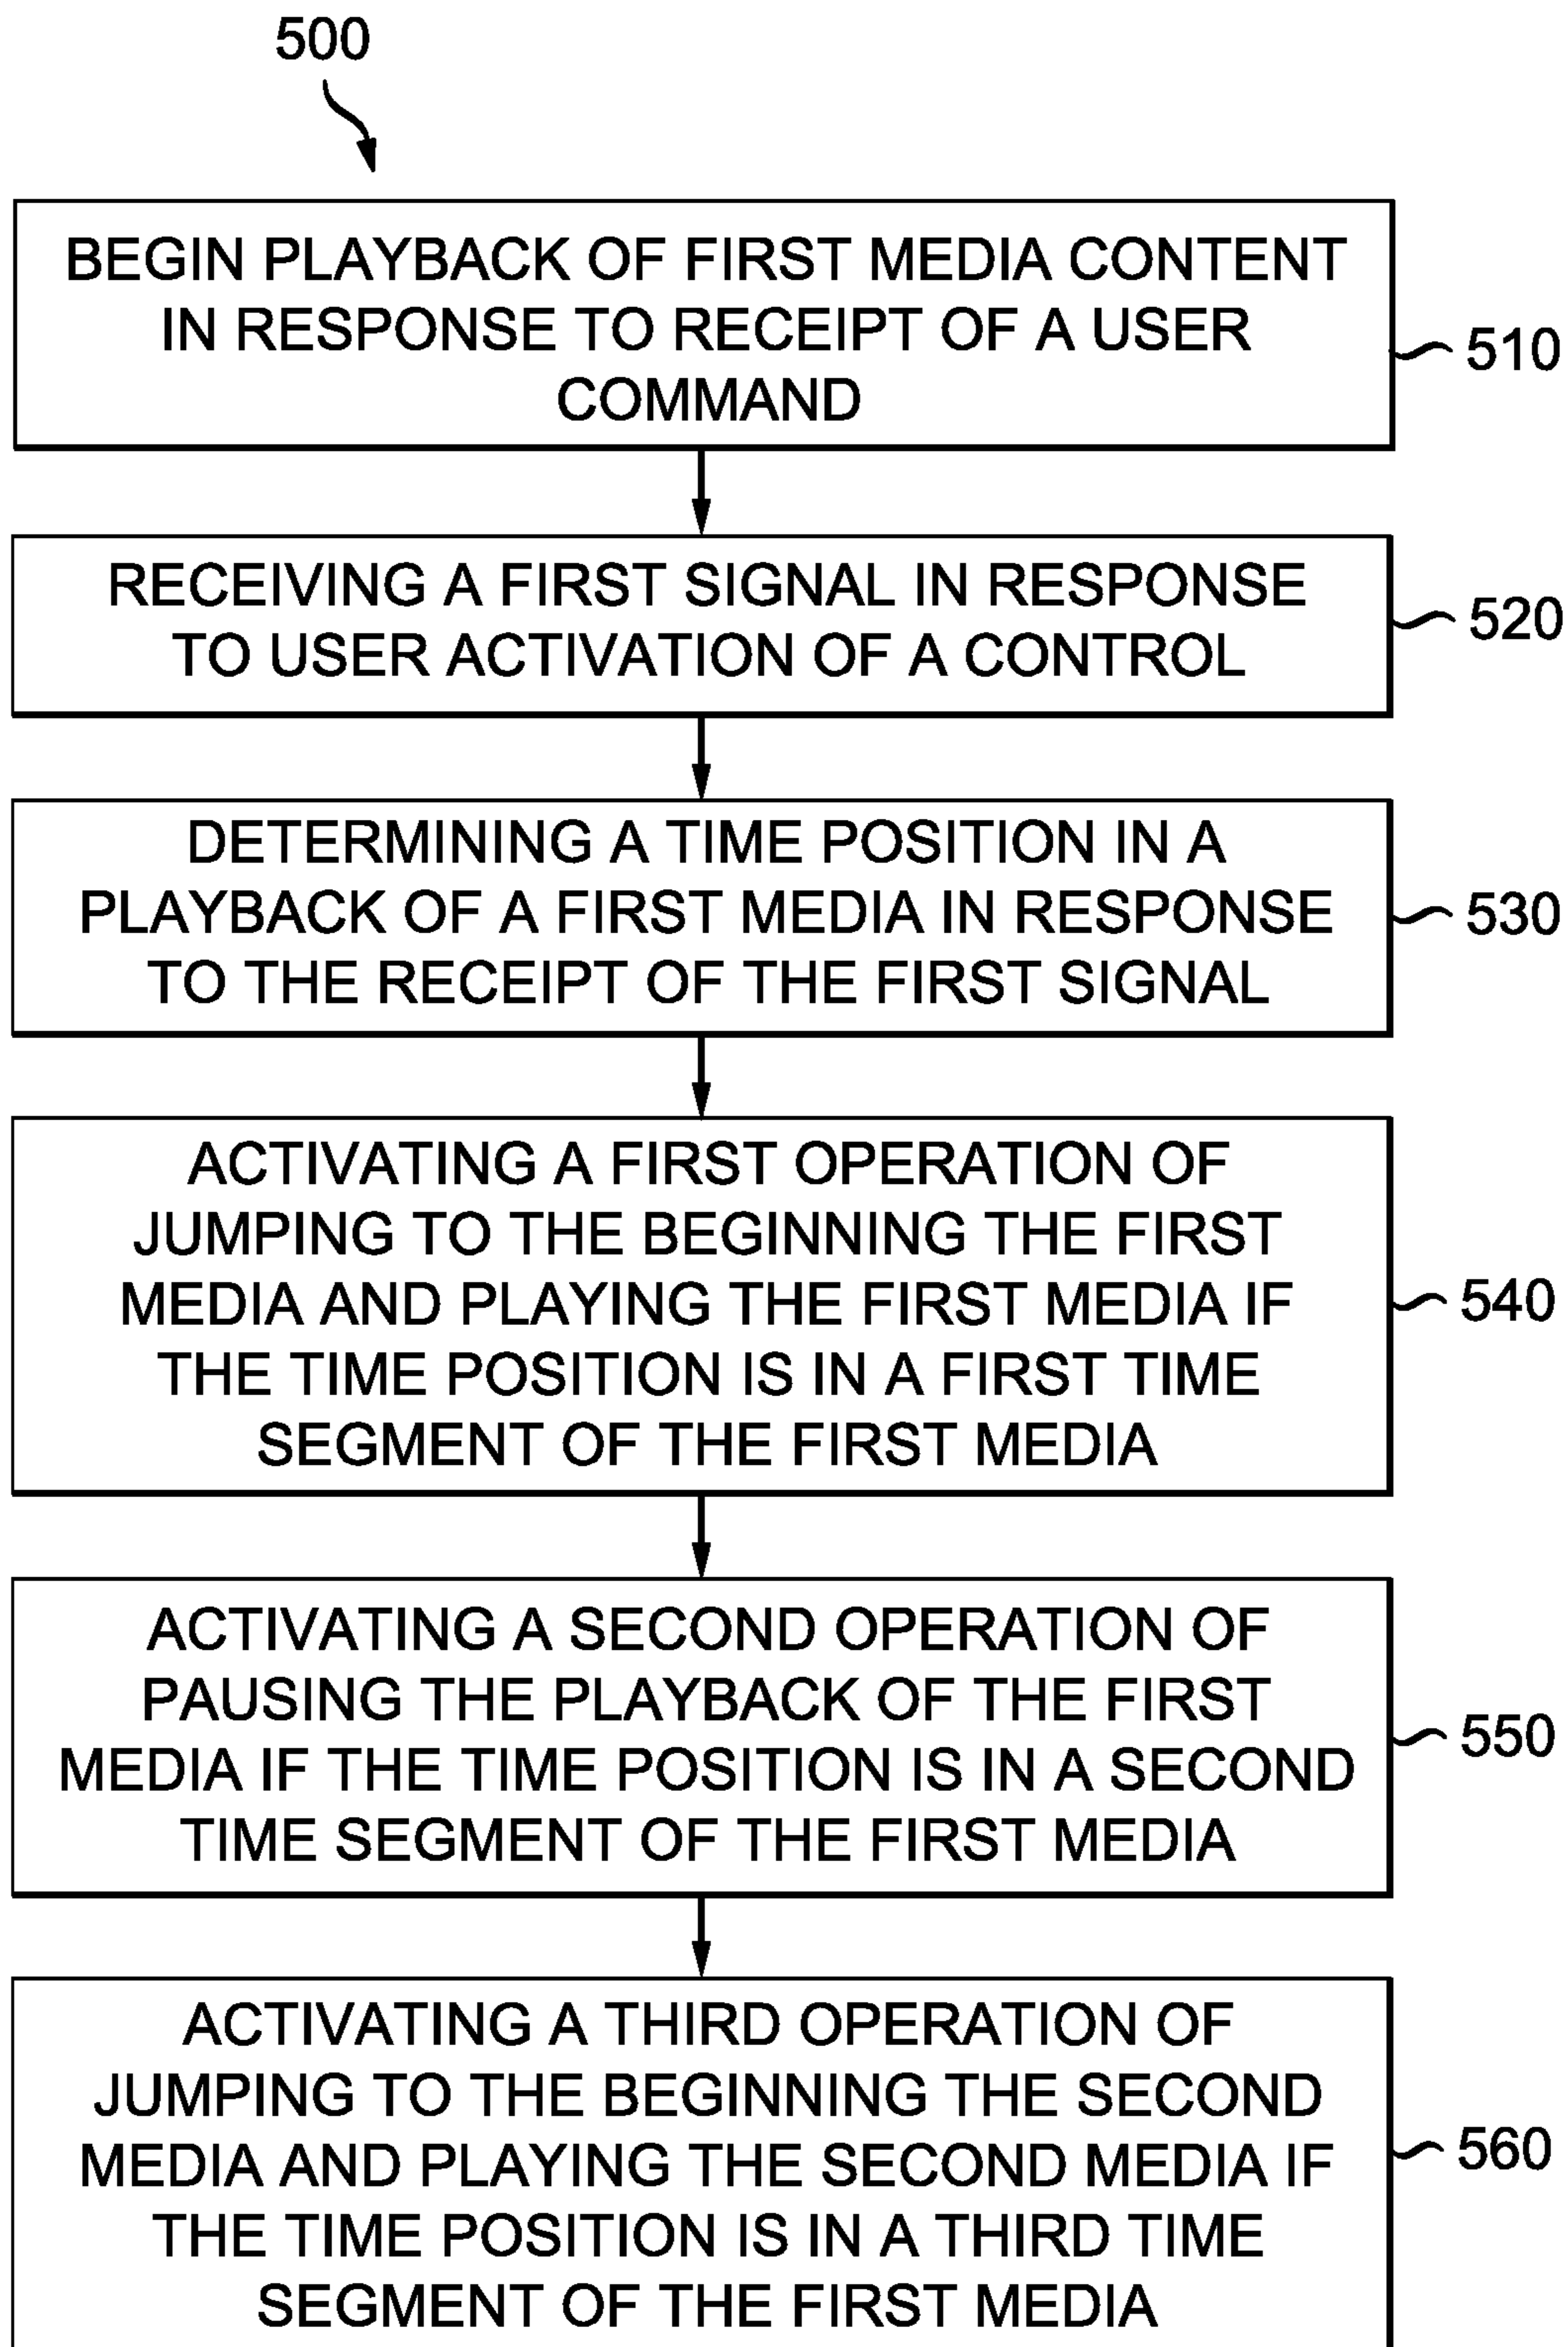 500
BEGIN PLAYBACK OF FIRST MEDIA CONTENT
IN RESPONSE TO RECEIPT OF A USER
COMMAND
510
RECEIVING A FIRST SIGNAL IN RESPONSE
TO USER ACTIVATION OF A CONTROL
520
DETERMINING A TIME POSITION IN A
PLAYBACK OF A FIRST MEDIA IN RESPONSE
TO THE RECEIPT OF THE FIRST SIGNAL
530
ACTIVATING A FIRST OPERATION OF
JUMPING TO THE BEGINNING THE FIRST
MEDIA AND PLAYING THE FIRST MEDIA IF
THE TIME POSITION IS IN A FIRST TIME
SEGMENT OF THE FIRST MEDIA
540
ACTIVATING A SECOND OPERATION OF
PAUSING THE PLAYBACK OF THE FIRST
MEDIA IF THE TIME POSITION IS IN A SECOND
TIME SEGMENT OF THE FIRST MEDIA
550
ACTIVATING A THIRD OPERATION OF
JUMPING TO THE BEGINNING THE SECOND
MEDIA AND PLAYING THE SECOND MEDIA IF
THE TIME POSITION IS IN A THIRD TIME
SEGMENT OF THE FIRST MEDIA
560